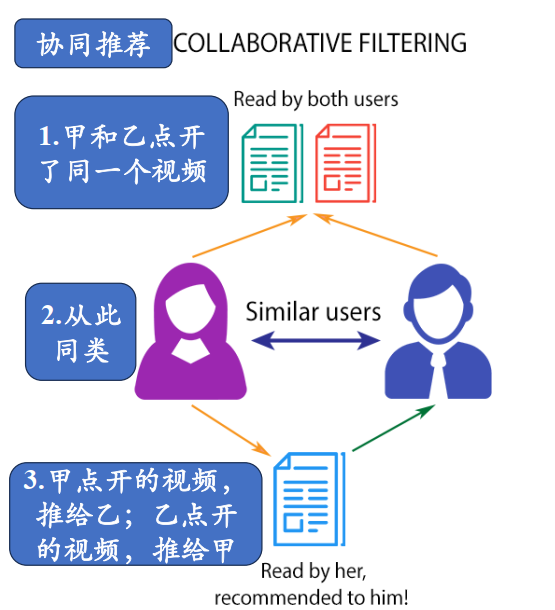 协同推荐 COLLABORATIVE FILTERING
Read by both users
1.甲和乙点开
了同一个视频
Similar users
2.从此
同类
3.甲点开的视频，
推给乙；乙点开
的视频，推给甲
Read by her,
recommended to him!